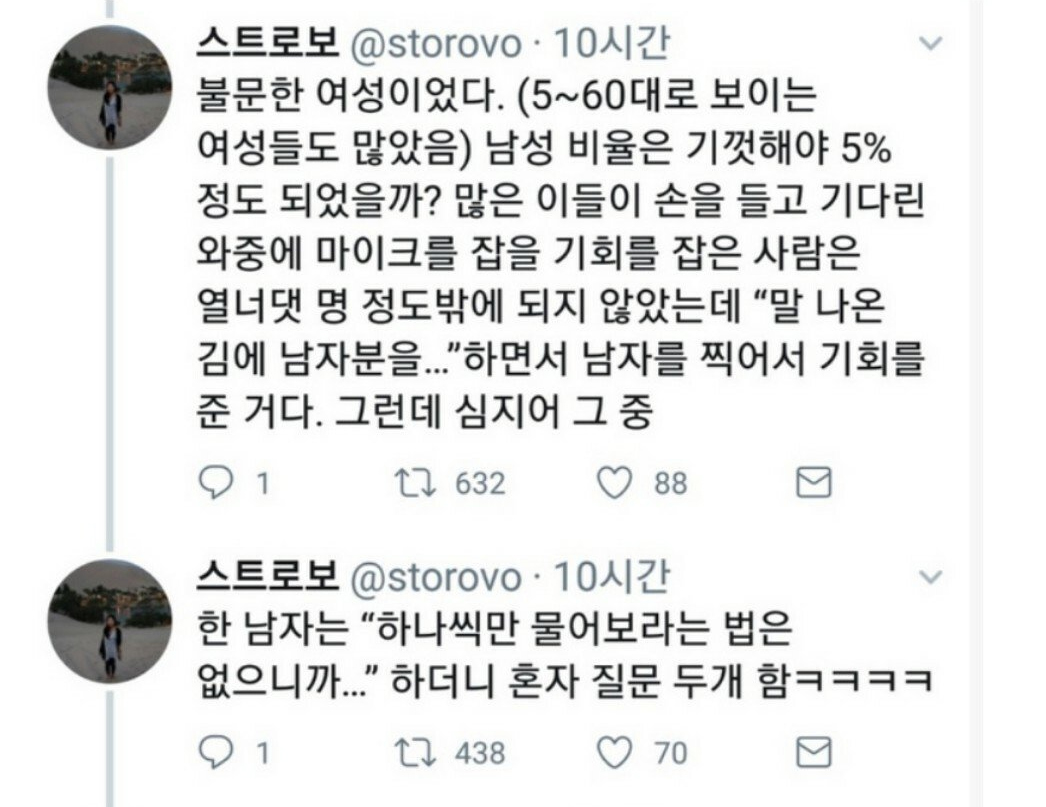 스트로보 @storovo · 10시간
불문한 여성이었다. (5~60대로 보이는
여성들도 많았음) 남성 비율은 기껏해야 5%
정도 되었을까? 많은 이들이 손을 들고 기다린
와중에 마이크를 잡을 기회를 잡은 사람은
열너댓 명 정도밖에 되지 않았는데 “말 나온
김에 남자분을...”하면서 남자를 찍어서 기회를
준 거다. 그런데 심지어 그 중
1 632 88
스트로보 @storovo · 10시간
한 남자는 “하나씩만 물어보라는 법은
없으니까...” 하더니 혼자 질문 두개 함ㅋㅋㅋㅋ
1 438 70